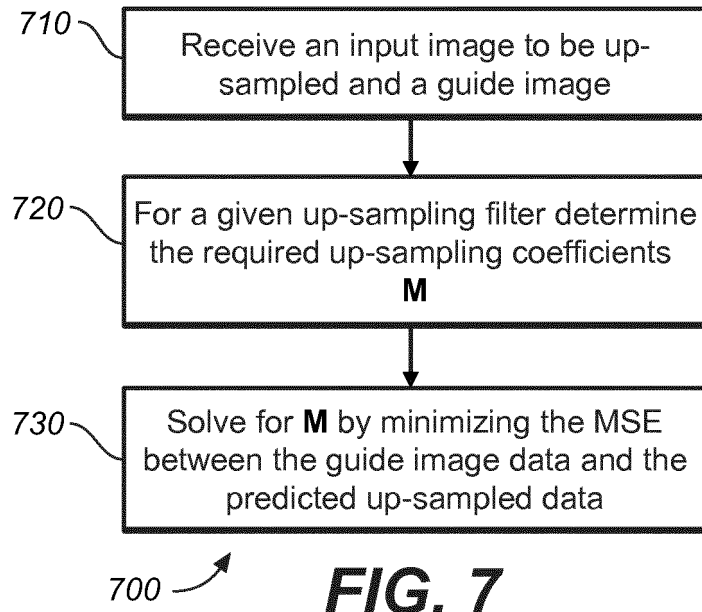 710
Receive an input image to be up-
sampled and a guide image
720
For a given up-sampling filter determine
the required up-sampling coefficients
M
730
Solve for M by minimizing the MSE
between the guide image data and the
predicted up-sampled data
700
FIG. 7